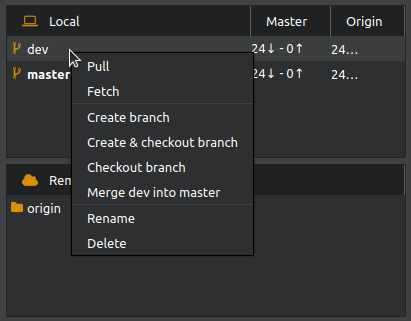 Local Master Origin
dev 24↓ - 0↑ 24...
master 24↓ - 0↑ 24...
Pull
Fetch
Create branch
Create & checkout branch
Checkout branch
Merge dev into master
Rename
Delete
Rem
origin